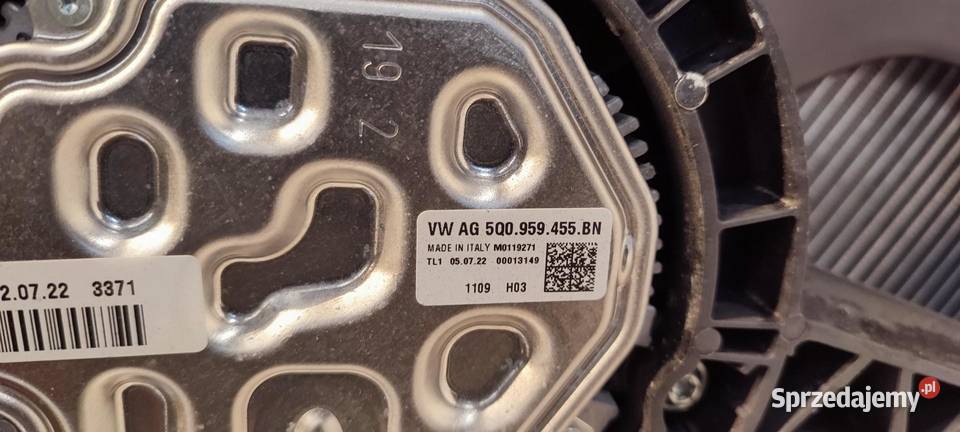 19 2
VW AG 5Q0.959.455.BN
MADE IN ITALY M0119271
TL1 05.07.22 00013149
1109 H03
2.07.22 3371
Sprzedajemy.pl